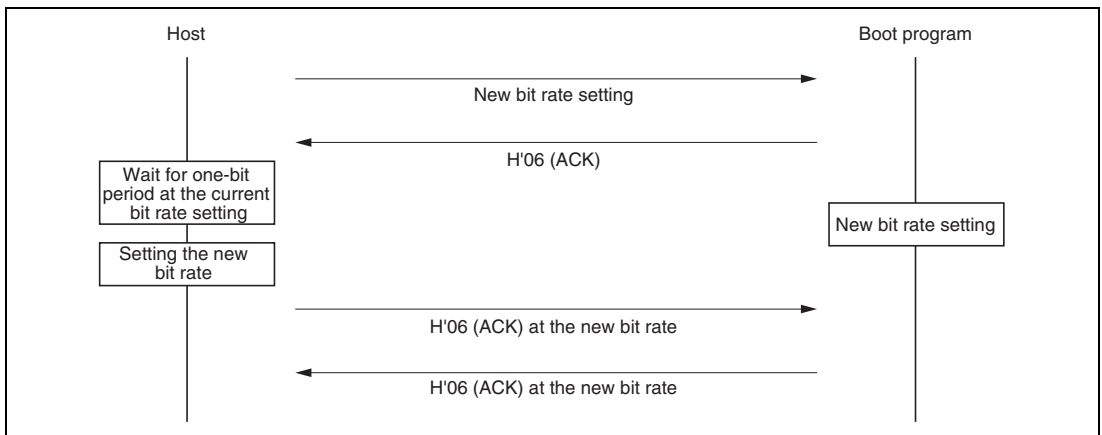 Host
Boot program
New bit rate setting
H'06 (ACK)
Wait for one-bit
period at the current
bit rate setting
New bit rate setting
Setting the new
bit rate
H'06 (ACK) at the new bit rate
H'06 (ACK) at the new bit rate